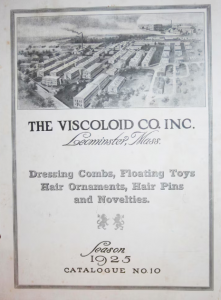 THE VISCOLOID CO. INC.
Leominster, Mass.
Dressing Combs, Floating Toys
Hair Ornaments, Hair Pins
and Novelties.
Season
1925
CATALOGUE NO. 10